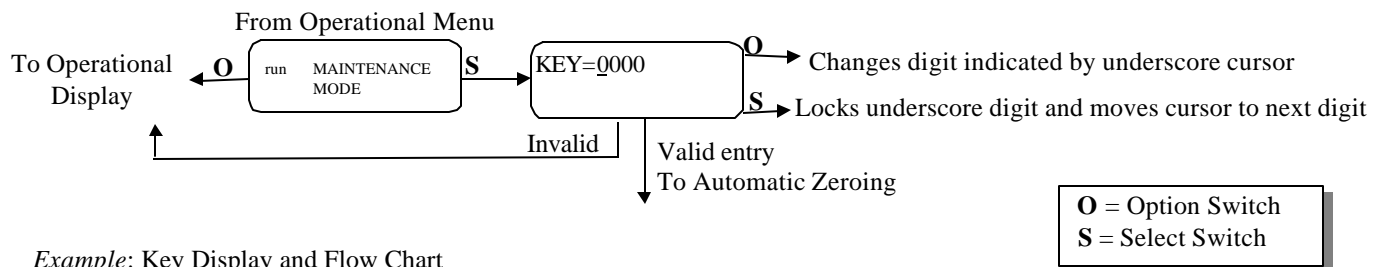 From Operational Menu
To Operational
Display
O
run MAINTENANCE
MODE
S
KEY=0000
O
Changes digit indicated by underscore cursor
S
Locks underscore digit and moves cursor to next digit
Invalid
Valid entry
To Automatic Zeroing
O = Option Switch
S = Select Switch
Example: Key Display and Flow Chart